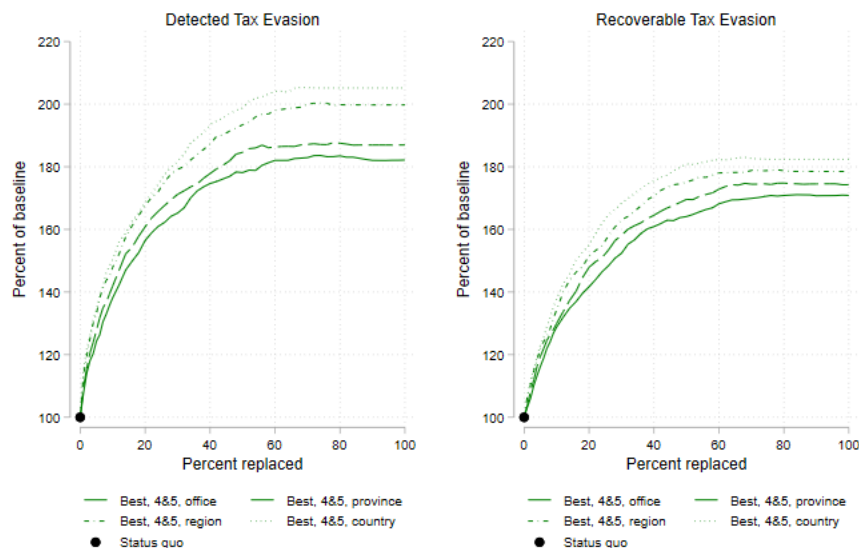 Detected Tax Evasion
220
200
180
160
140
120
100
Percent of baseline
0 20 40 60 80 100
Percent replaced
Best, 4&5, office Best, 4&5, province
Best, 4&5, region Best, 4&5, country
Status quo
Recoverable Tax Evasion
220
200
180
160
140
120
100
Percent of baseline
0 20 40 60 80 100
Percent replaced
Best, 4&5, office Best, 4&5, province
Best, 4&5, region Best, 4&5, country
Status quo